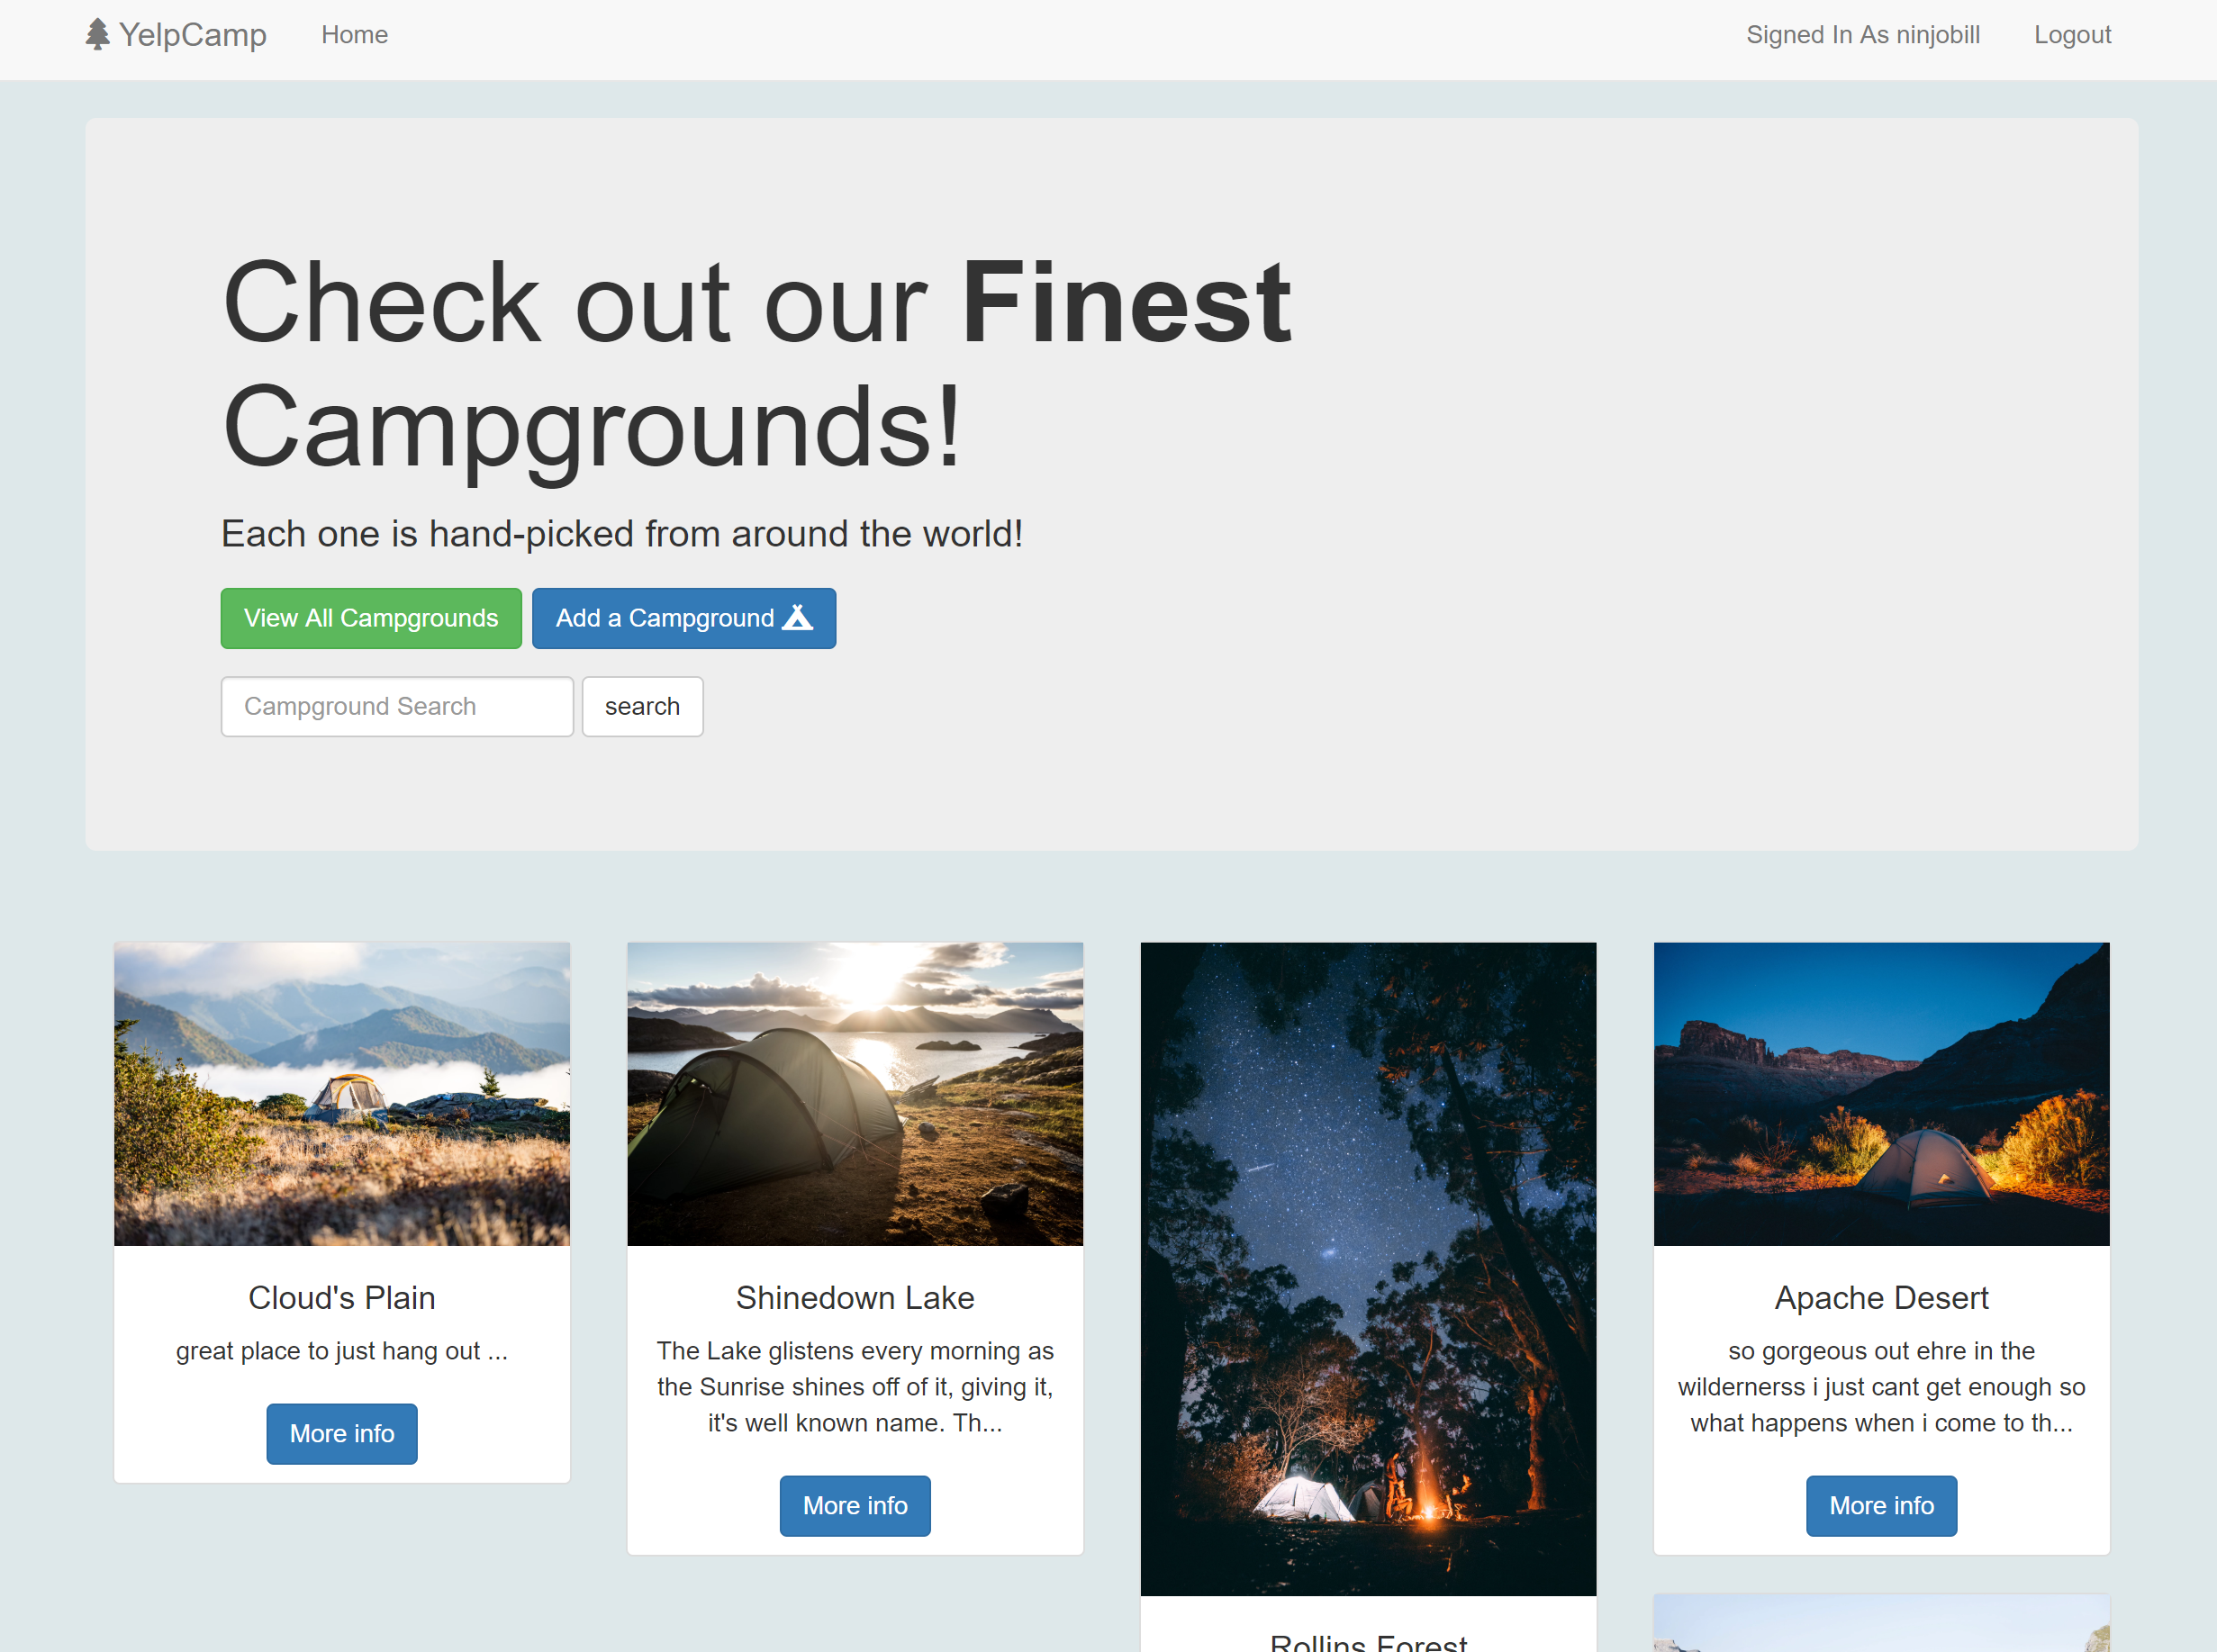 YelpCamp Home Signed In As ninjobill Logout
Check out our Finest
Campgrounds!
Each one is hand-picked from around the world!
View All Campgrounds Add a Campground
Campground Search search
Cloud's Plain
great place to just hang out ...
More info
Shinedown Lake
The Lake glistens every morning as
the Sunrise shines off of it, giving it,
it's well known name. Th...
More info
Rollins Forest
Apache Desert
so gorgeous out ehre in the
wildernerss i just cant get enough so
what happens when i come to th...
More info